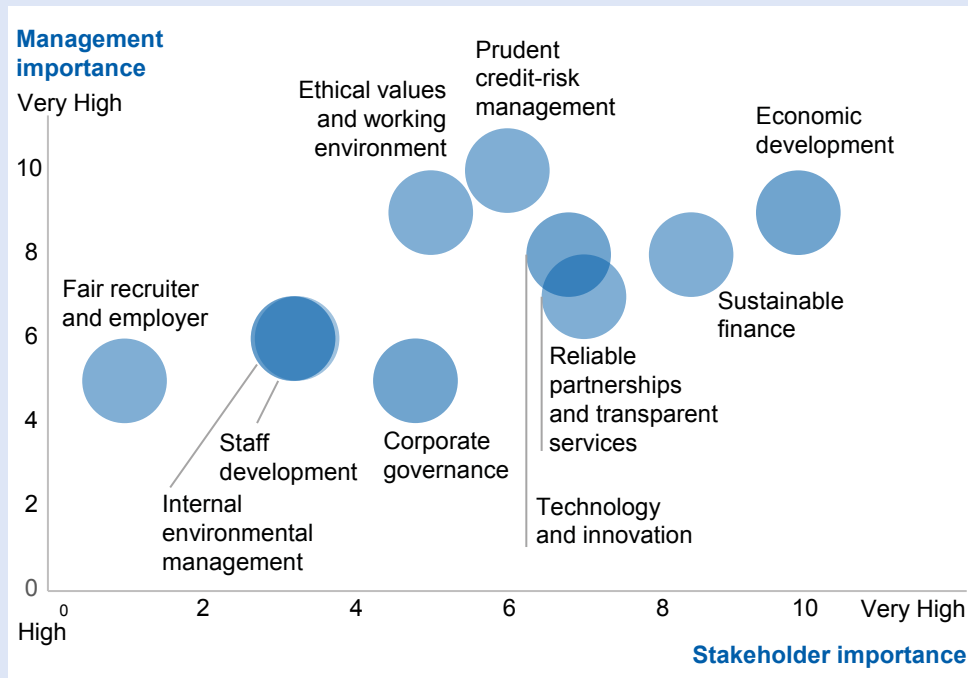 Management
importance
Very High
Prudent
credit-risk
management
Ethical values
and working
environment
Economic
development
10
8
6
4
2
0
Fair recruiter
and employer
Sustainable
finance
Reliable
partnerships
and transparent
services
Staff
development
Corporate
governance
Internal
environmental
management
Technology
and innovation
0 2 4 6 8 10 Very High
High
Stakeholder importance